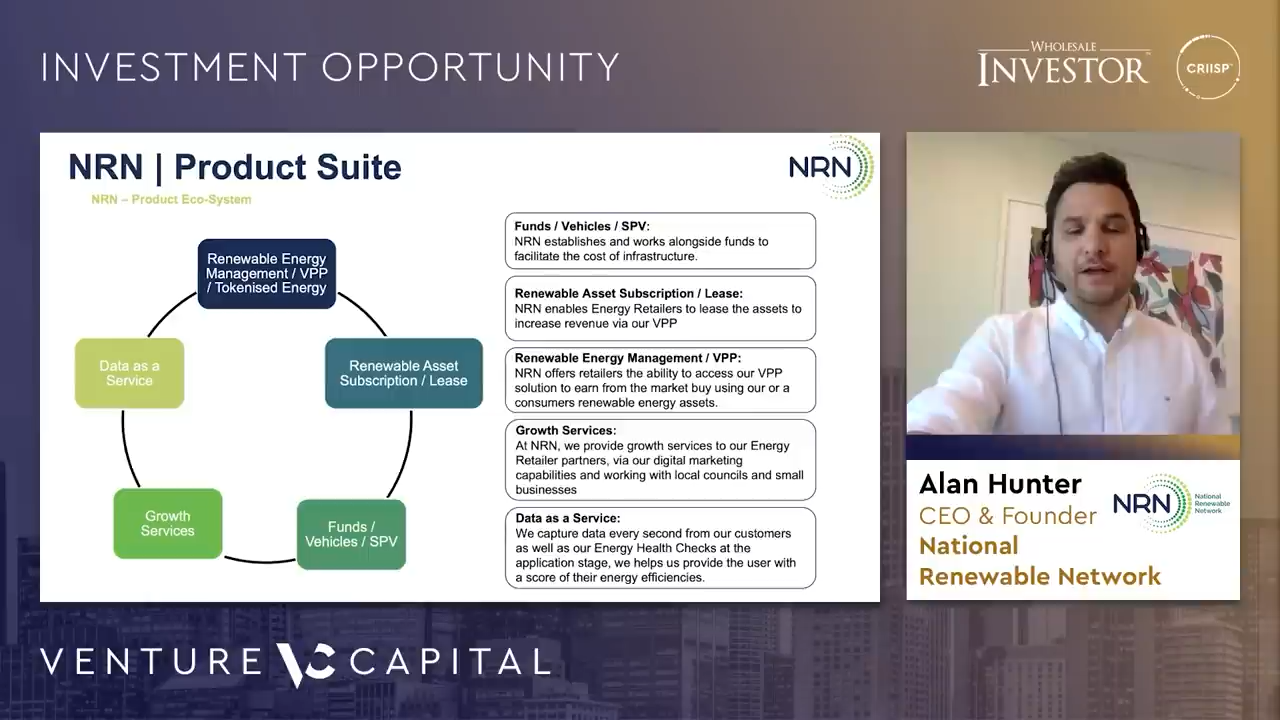 INVESTMENT OPPORTUNITY
WHOLESALE
INVESTOR
CRIISP
NRN | Product Suite
NRN
NRN – Product Eco-System
Renewable Energy
Management / VPP
/ Tokenised Energy
Data as a
Service
Renewable Asset
Subscription / Lease
Growth
Services
Funds /
Vehicles / SPV
Funds / Vehicles / SPV:
NRN establishes and works alongside funds to
facilitate the cost of infrastructure.
Renewable Asset Subscription / Lease:
NRN enables Energy Retailers to lease the assets to
increase revenue via our VPP
Renewable Energy Management / VPP:
NRN offers retailers the ability to access our VPP
solution to earn from the market buy using our or a
consumers renewable energy assets.
Growth Services:
At NRN, we provide growth services to our Energy
Retailer partners, via our digital marketing
capabilities and working with local councils and small
businesses
Data as a Service:
We capture data every second from our customers
as well as our Energy Health Checks at the
application stage, we helps us provide the user with
a score of their energy efficiencies.
Alan Hunter
CEO & Founder
National
Renewable Network
NRN
National
Renewable
Network
VENTURE VC CAPITAL